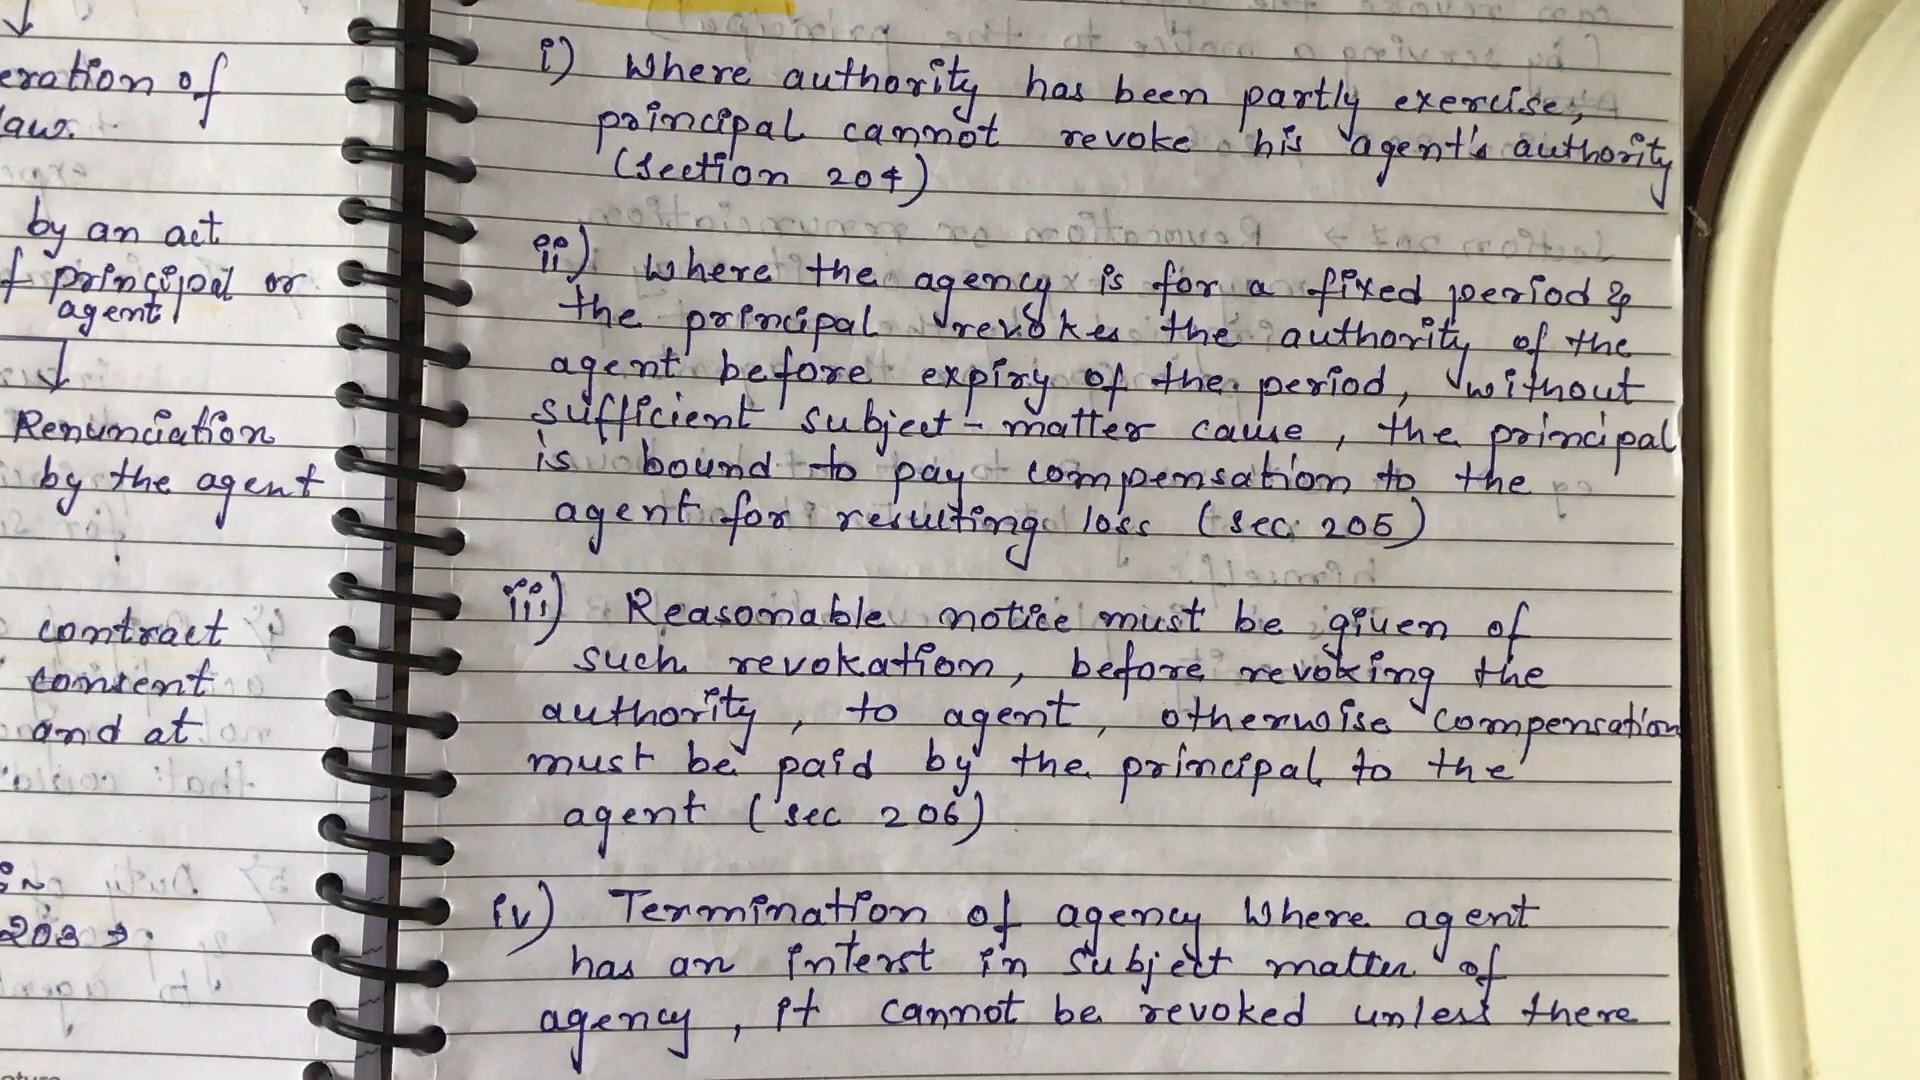 eration of
law.
by an act
f principal or
agent
Renunciation
by the agent
contract
consent
and at
203 →
i) Where authority has been partly exercise,
principal cannot revoke his agent's authority
(Section 204)
ii) Where the agency is for a fixed period &
the principal revokes the authority of the
agent before expiry of the period, without
sufficient subject-matter cause, the principal
is bound to pay compensation to the
agent for resulting loss (sec. 205)
iii) Reasonable notice must be given of
such revokation, before revoking the
authority, to agent, otherwise compensation
must be paid by the principal to the
agent (sec 206)
iv) Termination of agency where agent
has an interst in subject matter of
agency, it cannot be revoked unless there